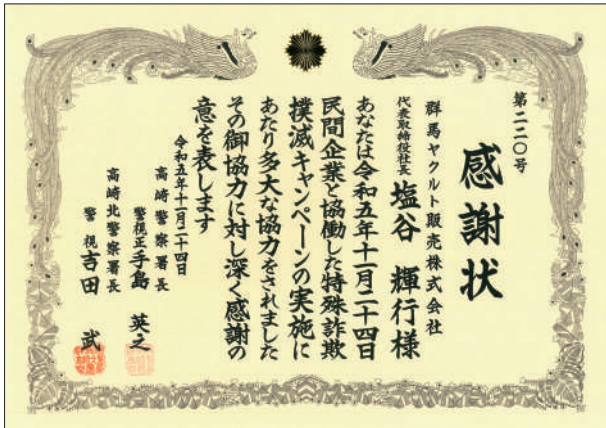 第二二〇号
感謝状
群馬ヤクルト販売株式会社
代表取締役社長 塩谷 輝行様
あなたは令和五年十一月二十四日
民間企業と協働した特殊詐欺
撲滅キャンペーンの実施に
あたり多大な協力をされました
その御協力に対し深く感謝の
意を表します
令和五年十一月二十四日
高崎警察署長
警視正 手島 英之
高崎北警察署長
警視 吉田 武